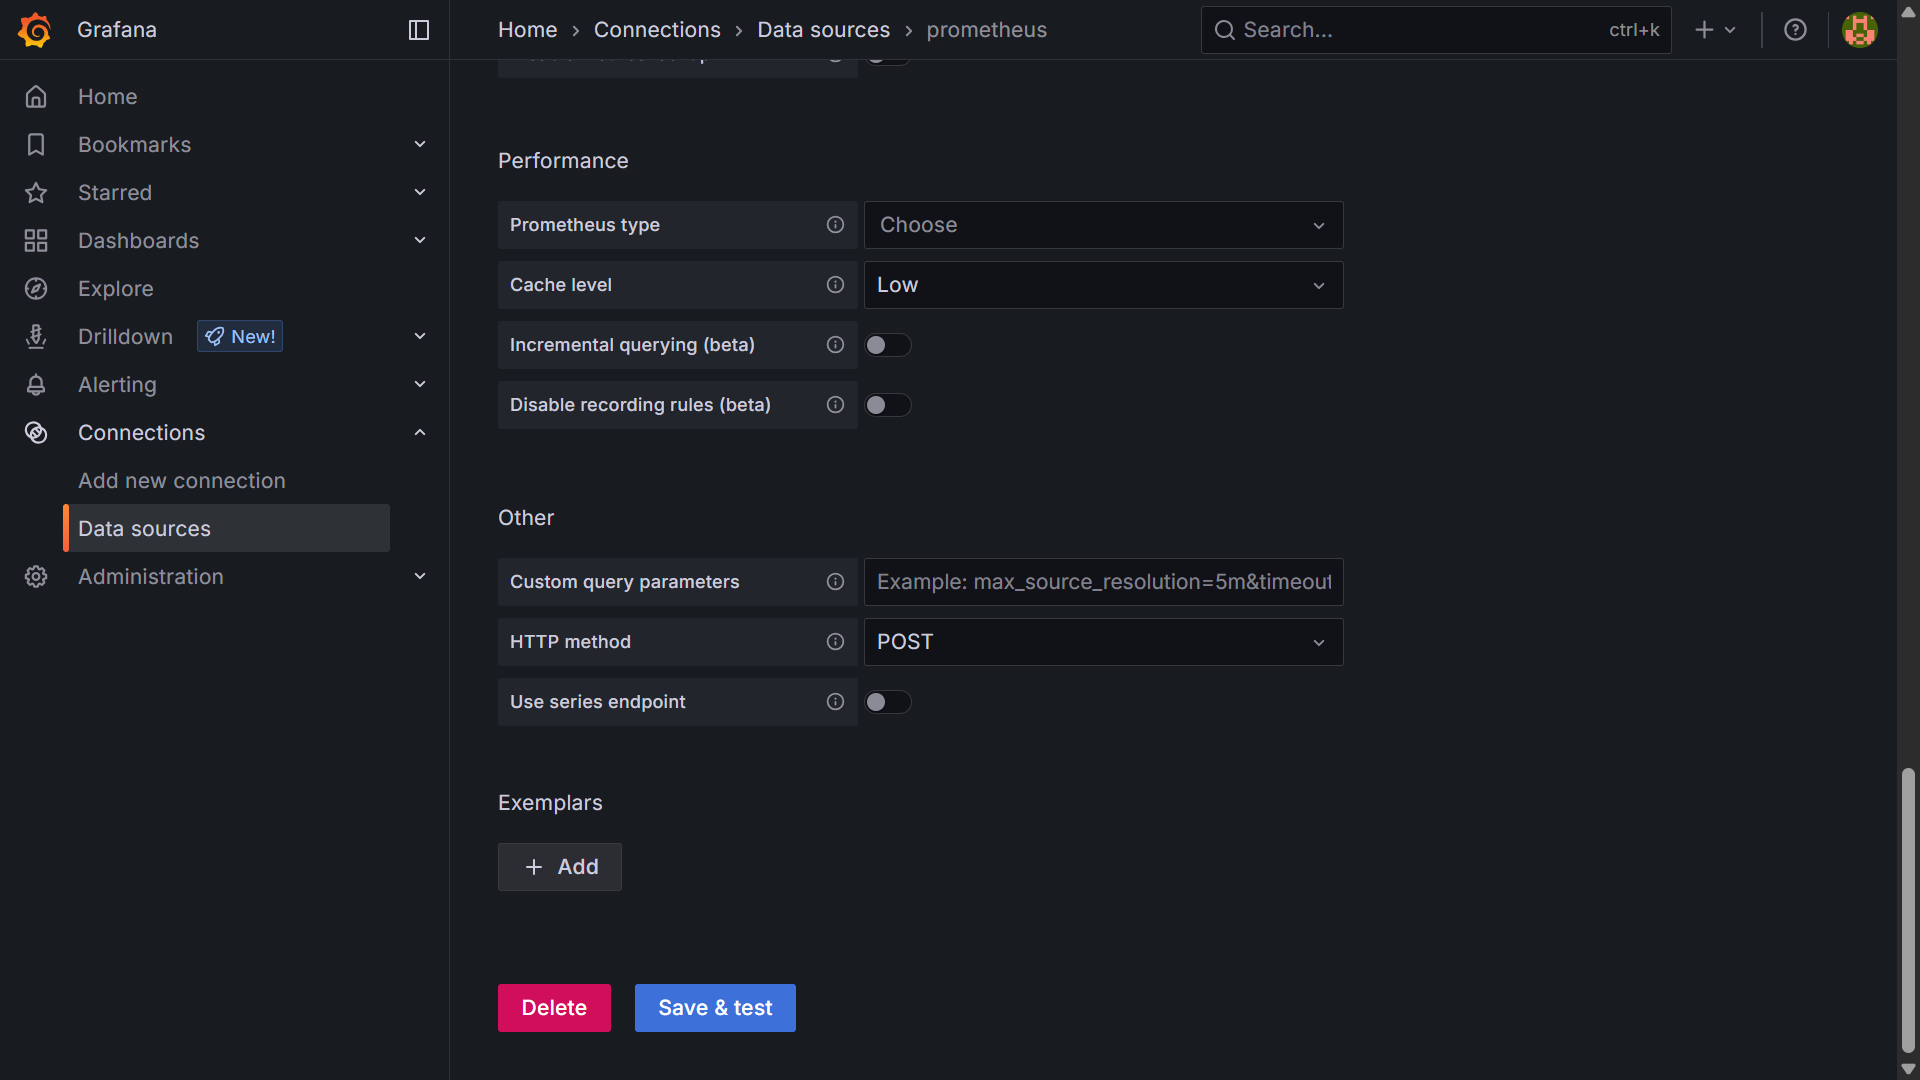 Grafana
Home
Connections
Data sources
prometheus
Search...
ctrl+k
Home
Bookmarks
Starred
Dashboards
Explore
Drilldown
New!
Alerting
Connections
Add new connection
Data sources
Administration
Performance
Prometheus type
Choose
Cache level
Low
Incremental querying (beta)
Disable recording rules (beta)
Other
Custom query parameters
Example: max_source_resolution=5m&timeout
HTTP method
POST
Use series endpoint
Exemplars
Add
Delete
Save & test